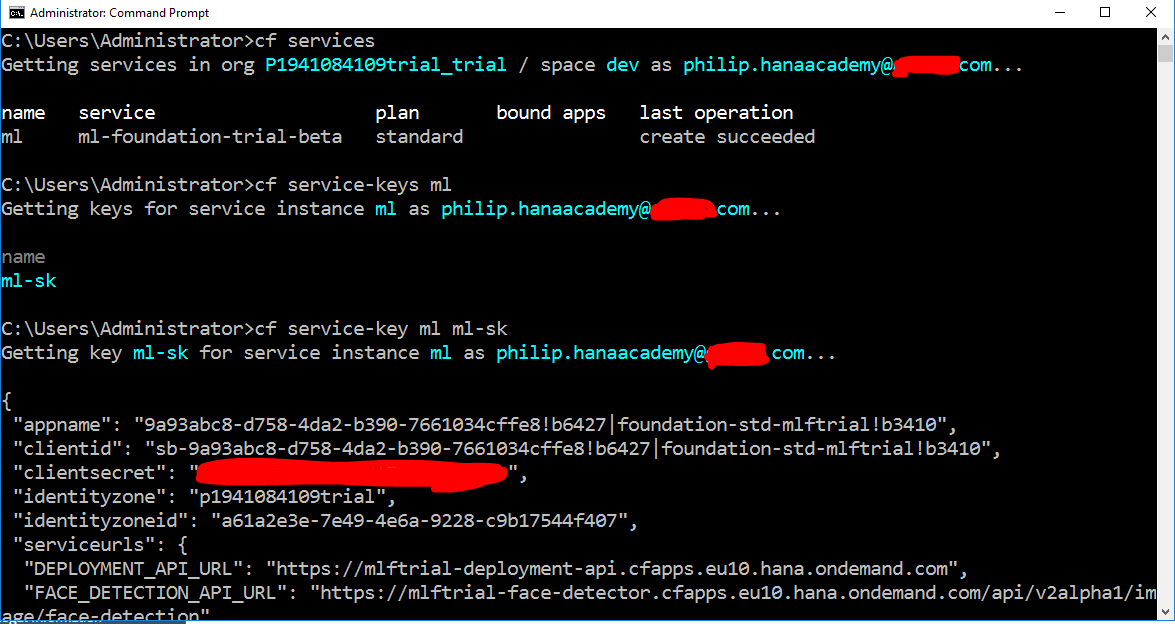 Administrator: Command Prompt
C:\Users\Administrator>cf services
Getting services in org P1941084109trial_trial / space dev as philip.hanaacademy@ com...
name service plan bound apps last operation
ml ml-foundation-trial-beta standard create succeeded
C:\Users\Administrator>cf service-keys ml
Getting keys for service instance ml as philip.hanaacademy@ com...
name
ml-sk
C:\Users\Administrator>cf service-key ml ml-sk
Getting key ml-sk for service instance ml as philip.hanaacademy@ com...
{
"appname": "9a93abc8-d758-4da2-b390-7661034cffe8!b6427|foundation-std-mlftrial!b3410",
"clientid": "sb-9a93abc8-d758-4da2-b390-7661034cffe8!b6427|foundation-std-mlftrial!b3410",
"clientsecret": " ",
"identityzone": "p1941084109trial",
"identityzoneid": "a61a2e3e-7e49-4e6a-9228-c9b17544f407",
"serviceurls": {
"DEPLOYMENT_API_URL": "https://mlftrial-deployment-api.cfapps.eu10.hana.ondemand.com",
"FACE_DETECTION_API_URL": "https://mlftrial-face-detector.cfapps.eu10.hana.ondemand.com/api/v2alpha1/im
age/face-detection"